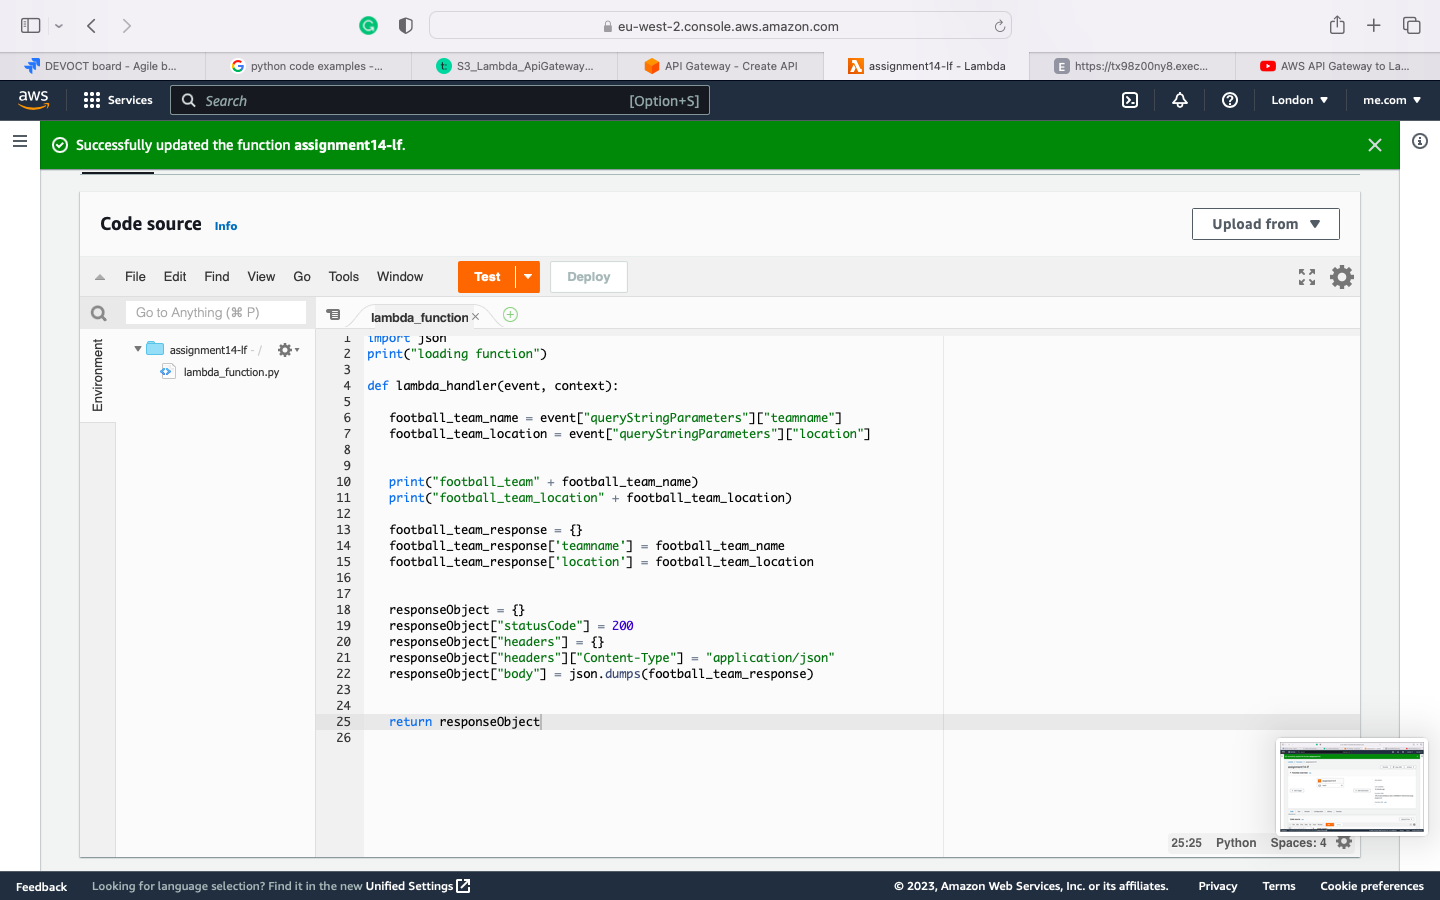 eu-west-2.console.aws.amazon.com
DEVOCT board - Agile b...
python code examples -...
S3_Lambda_ApiGateway...
API Gateway - Create API
assignment14-lf - Lambda
https://tx98z00ny8.exec...
AWS API Gateway to La...
aws
Services
Search
[Option+S]
London
me.com
Successfully updated the function assignment14-lf.
Code source Info
Upload from
File Edit Find View Go Tools Window
Test
Deploy
Go to Anything (⌘ P)
lambda_function
Environment
assignment14-lf - /
lambda_function.py
1 import json
2 print("loading function")
3
4 def lambda_handler(event, context):
5
6 football_team_name = event["queryStringParameters"]["teamname"]
7 football_team_location = event["queryStringParameters"]["location"]
8
9
10 print("football_team" + football_team_name)
11 print("football_team_location" + football_team_location)
12
13 football_team_response = {}
14 football_team_response['teamname'] = football_team_name
15 football_team_response['location'] = football_team_location
16
17
18 responseObject = {}
19 responseObject["statusCode"] = 200
20 responseObject["headers"] = {}
21 responseObject["headers"]["Content-Type"] = "application/json"
22 responseObject["body"] = json.dumps(football_team_response)
23
24
25 return responseObject
26
25:25 Python Spaces: 4
Feedback
Looking for language selection? Find it in the new Unified Settings
© 2023, Amazon Web Services, Inc. or its affiliates.
Privacy
Terms
Cookie preferences